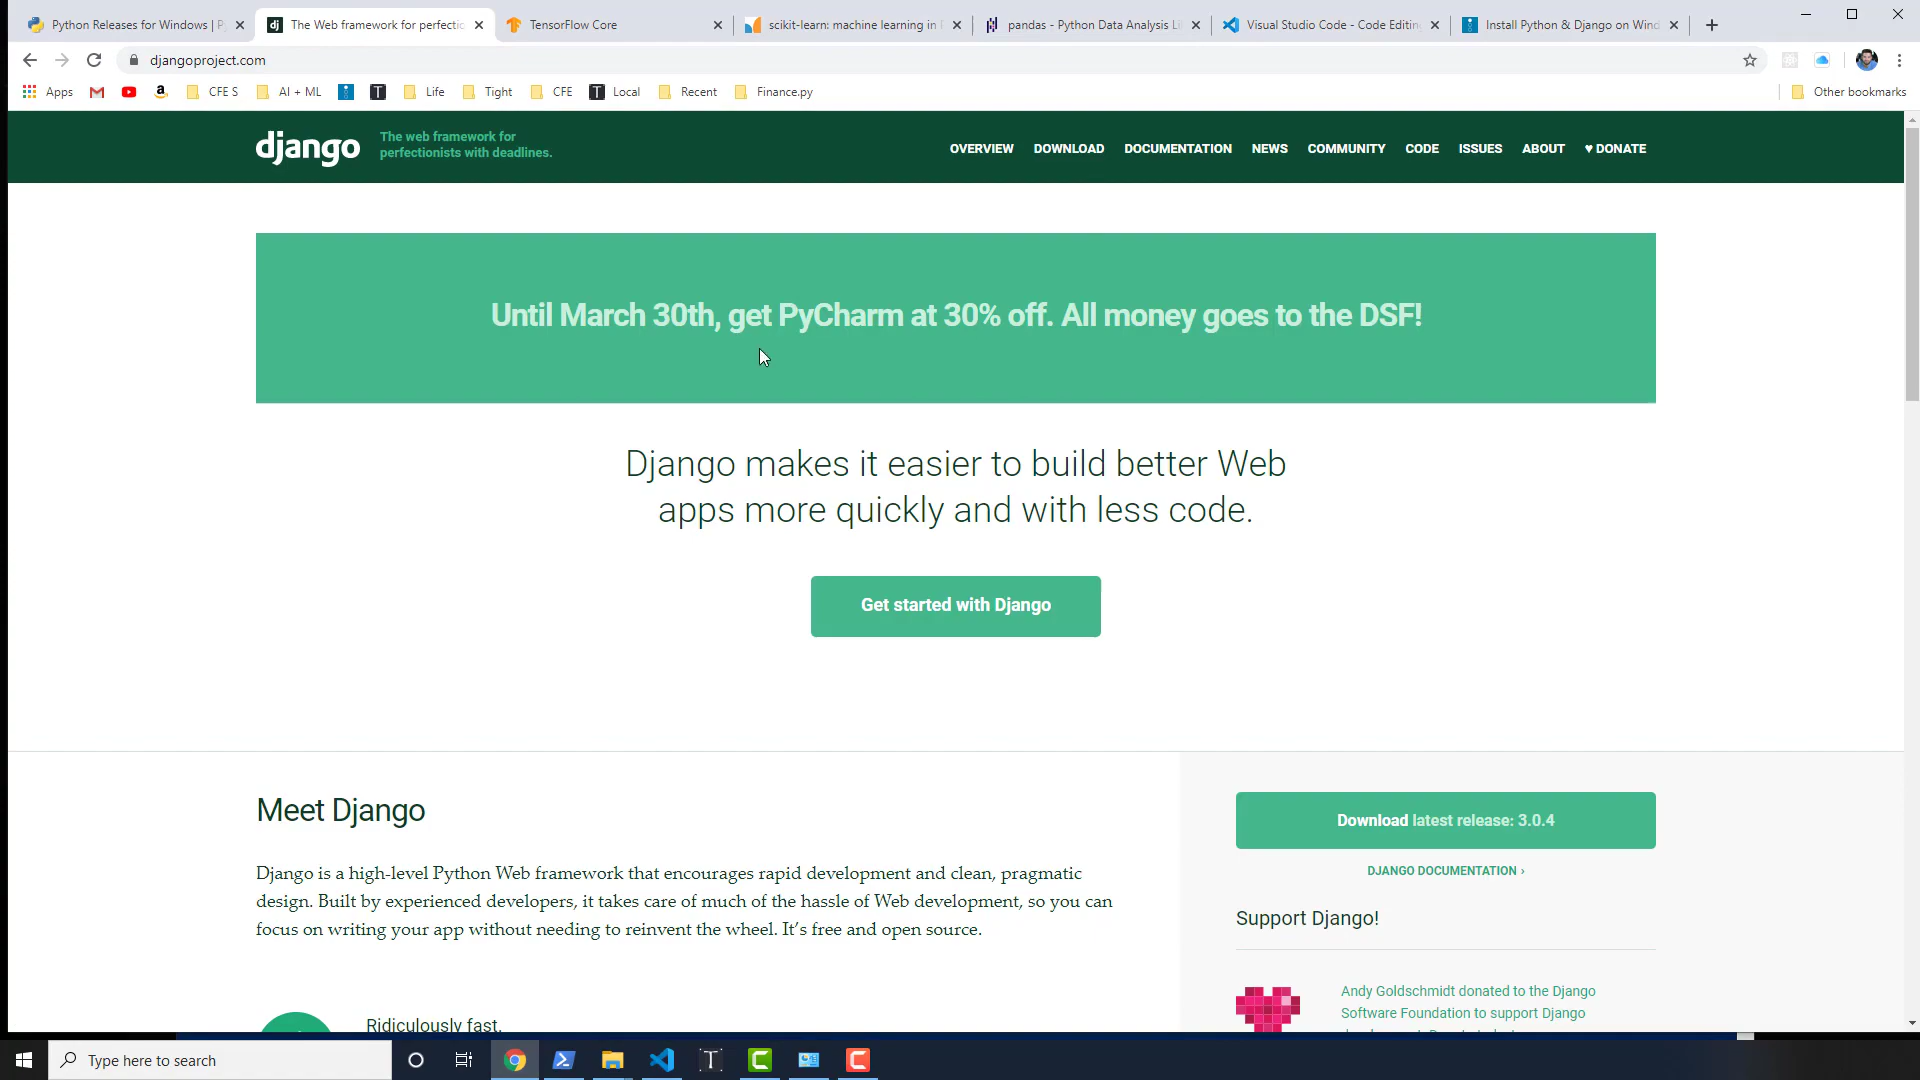 Python Releases for Windows | P
The Web framework for perfectio
TensorFlow Core
scikit-learn: machine learning in
pandas - Python Data Analysis Li
Visual Studio Code - Code Editin
Install Python & Django on Wind
djangoproject.com
Apps
CFE S
AI + ML
Life
Tight
CFE
Local
Recent
Finance.py
Other bookmarks
django
The web framework for
perfectionists with deadlines.
OVERVIEW
DOWNLOAD
DOCUMENTATION
NEWS
COMMUNITY
CODE
ISSUES
ABOUT
♥ DONATE
Until March 30th, get PyCharm at 30% off. All money goes to the DSF!
Django makes it easier to build better Web
apps more quickly and with less code.
Get started with Django
Meet Django
Django is a high-level Python Web framework that encourages rapid development and clean, pragmatic
design. Built by experienced developers, it takes care of much of the hassle of Web development, so you can
focus on writing your app without needing to reinvent the wheel. It’s free and open source.
Ridiculously fast.
Download latest release: 3.0.4
DJANGO DOCUMENTATION ›
Support Django!
Andy Goldschmidt donated to the Django
Software Foundation to support Django
Type here to search